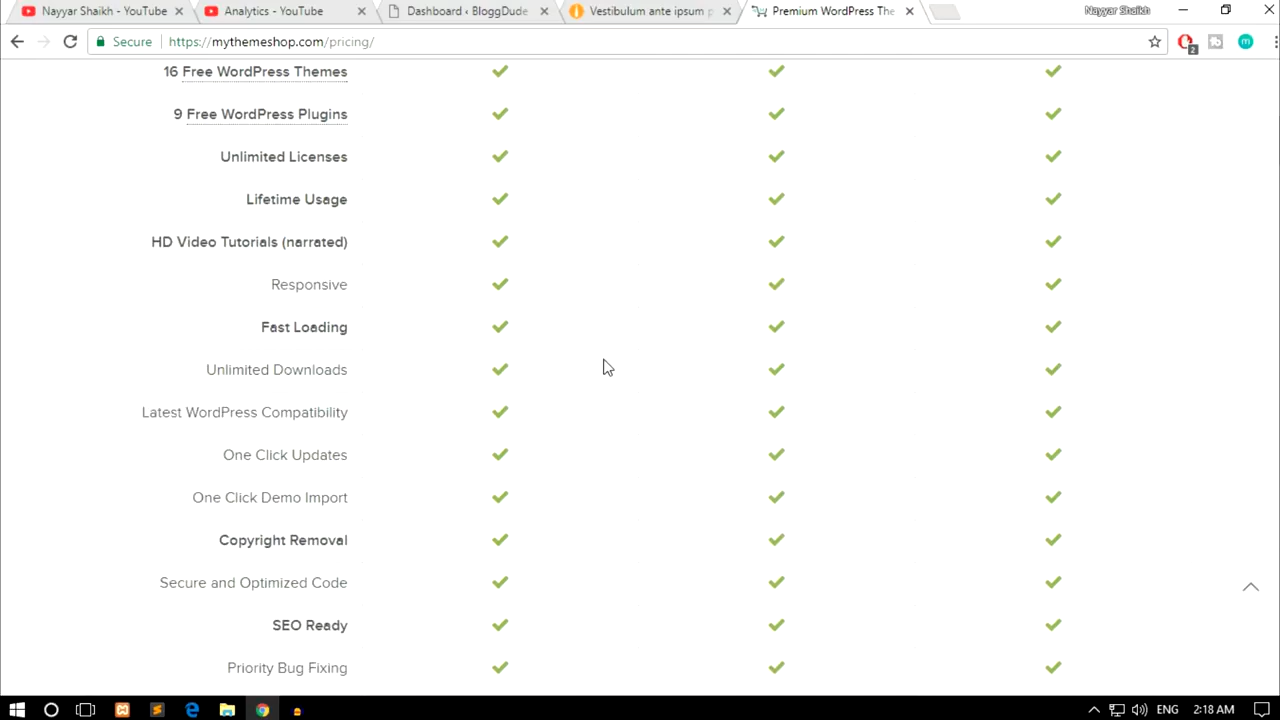 Nayyar Shaikh - YouTube
Analytics - YouTube
Dashboard ‹ BloggDude
Vestibulum ante ipsum p
Premium WordPress The
Nayyar Shaikh
Secure
https://mythemeshop.com/pricing/
2
m
16 Free WordPress Themes
9 Free WordPress Plugins
Unlimited Licenses
Lifetime Usage
HD Video Tutorials (narrated)
Responsive
Fast Loading
Unlimited Downloads
Latest WordPress Compatibility
One Click Updates
One Click Demo Import
Copyright Removal
Secure and Optimized Code
SEO Ready
Priority Bug Fixing
ENG
2:18 AM